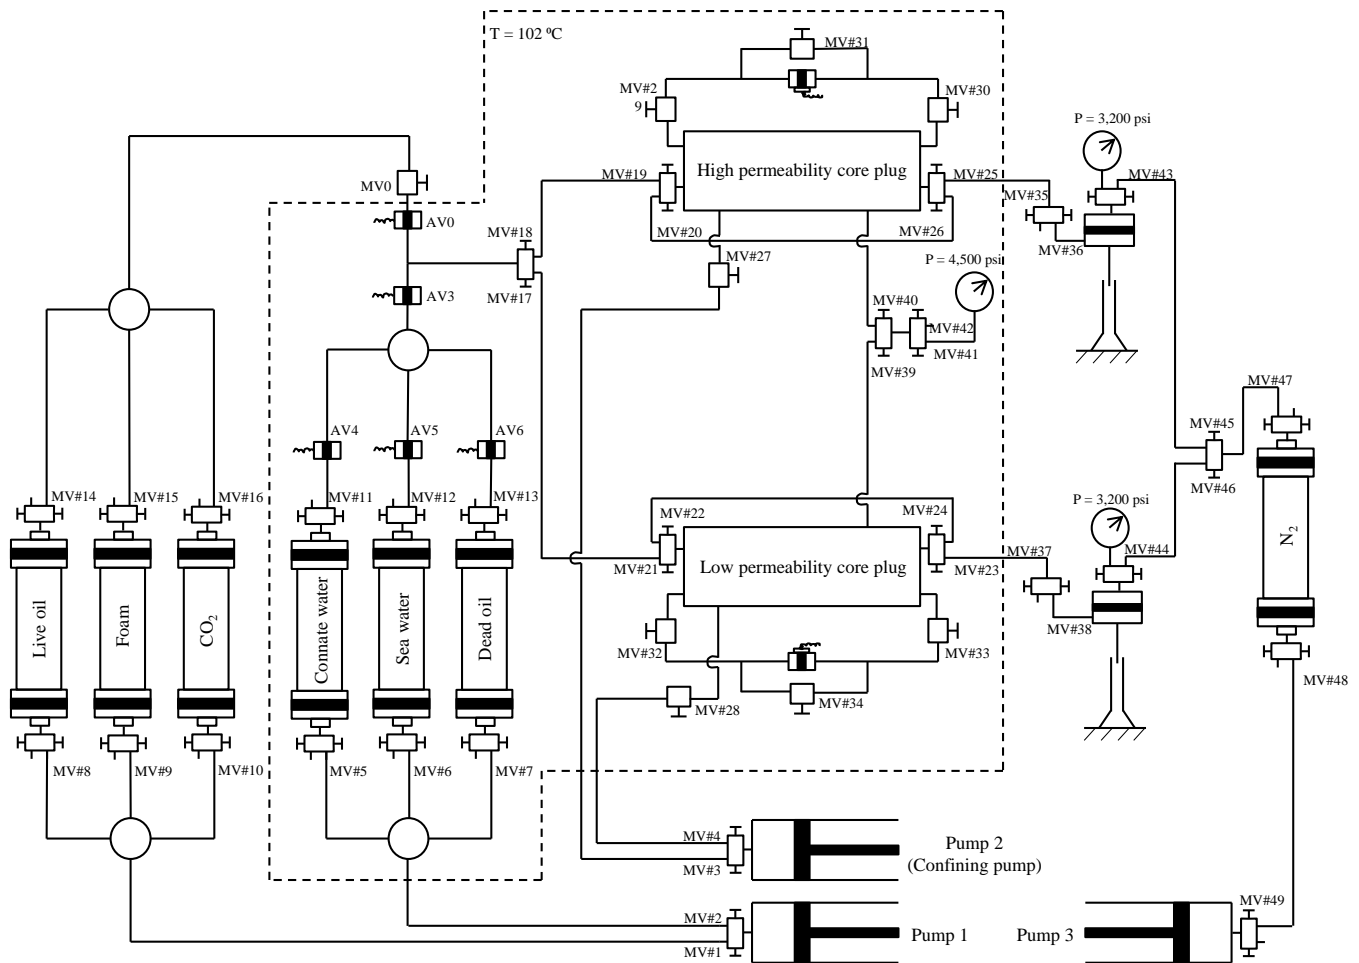 T = 102 ⁰C
MV#31
MV#2
9
MV#30
P = 3,200 psi
High permeability core plug
MV0
MV#19
MV#25
MV#43
MV#35
AV0
MV#18
MV#20
MV#26
MV#36
MV#27
P = 4,500 psi
MV#17
AV3
MV#40
MV#42
MV#41
MV#39
MV#47
AV4
AV5
AV6
MV#45
MV#46
MV#14
MV#15
MV#16
MV#11
MV#12
MV#13
P = 3,200 psi
MV#22
MV#24
N₂
MV#37
MV#44
MV#21
Low permeability core plug
MV#23
Live oil
Foam
CO₂
Connate water
Sea water
Dead oil
MV#38
MV#32
MV#33
MV#48
MV#28
MV#34
MV#8
MV#9
MV#10
MV#5
MV#6
MV#7
MV#4
MV#3
Pump 2
(Confining pump)
MV#2
MV#1
Pump 1
Pump 3
MV#49